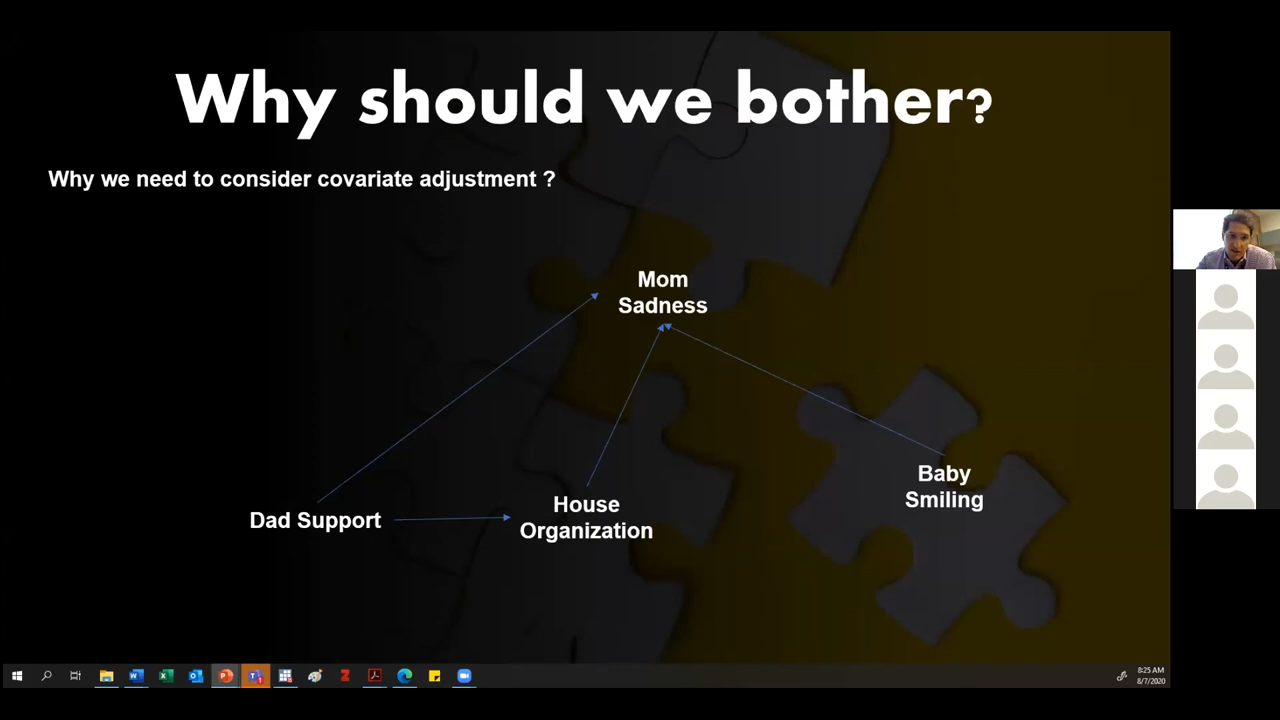 Why should we bother?
Why we need to consider covariate adjustment ?
Mom
Sadness
Baby
Smiling
Dad Support
House
Organization
8:25 AM
8/7/2020